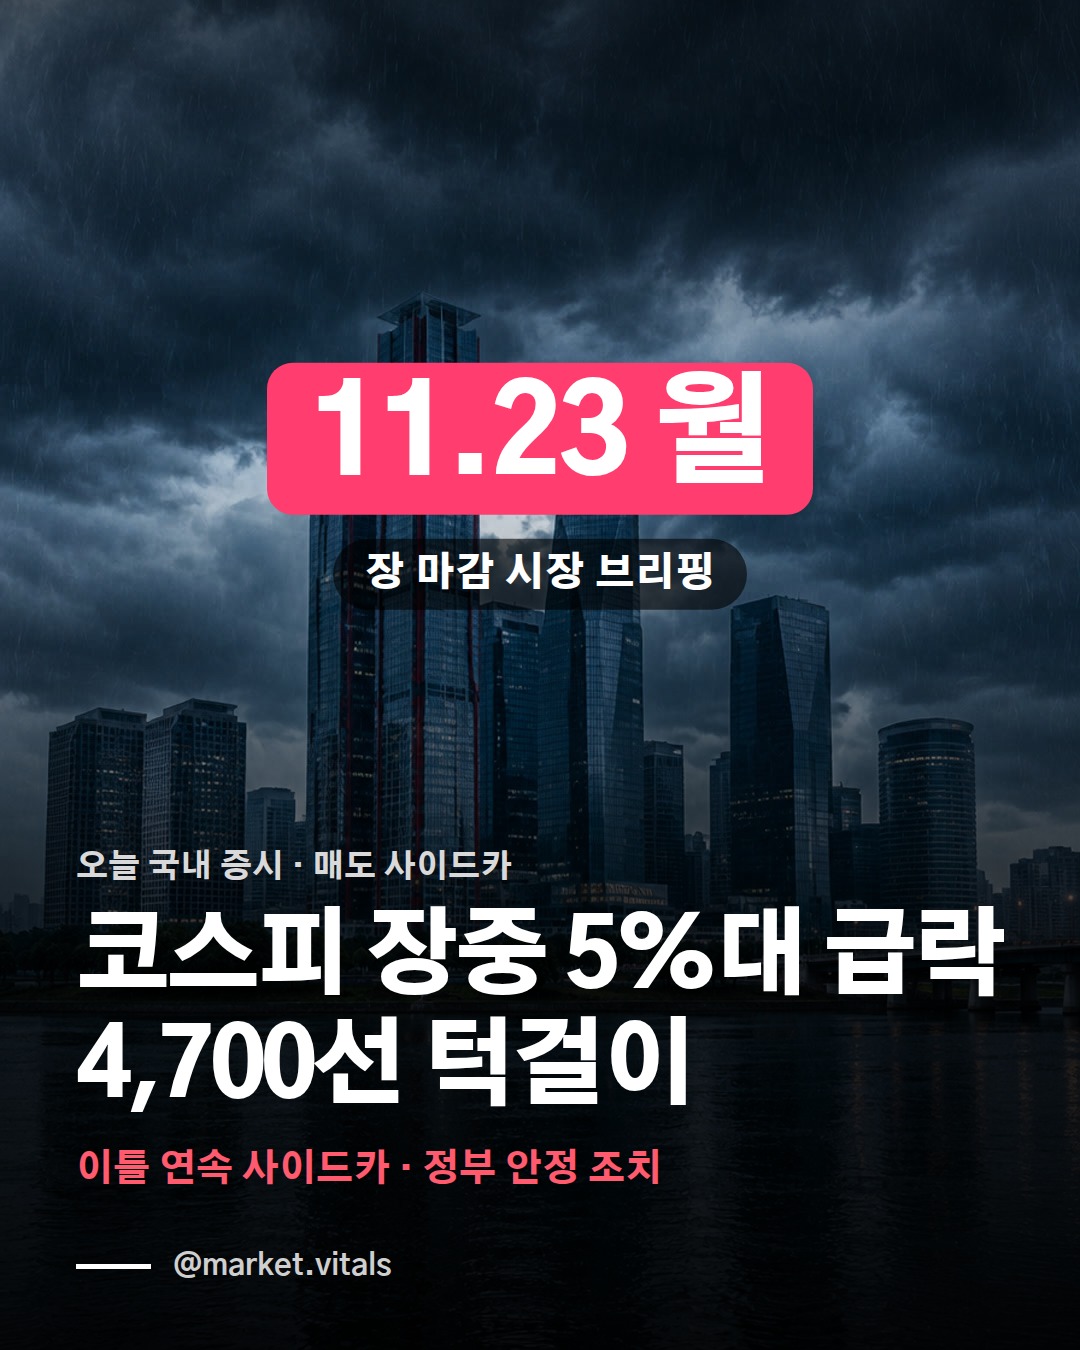 11.23 월
장 마감 시장 브리핑
오늘 국내 증시 · 매도 사이드카
코스피 장중 5%대 급락
4,700선 턱걸이
이틀 연속 사이드카 · 정부 안정 조치
@market.vitals